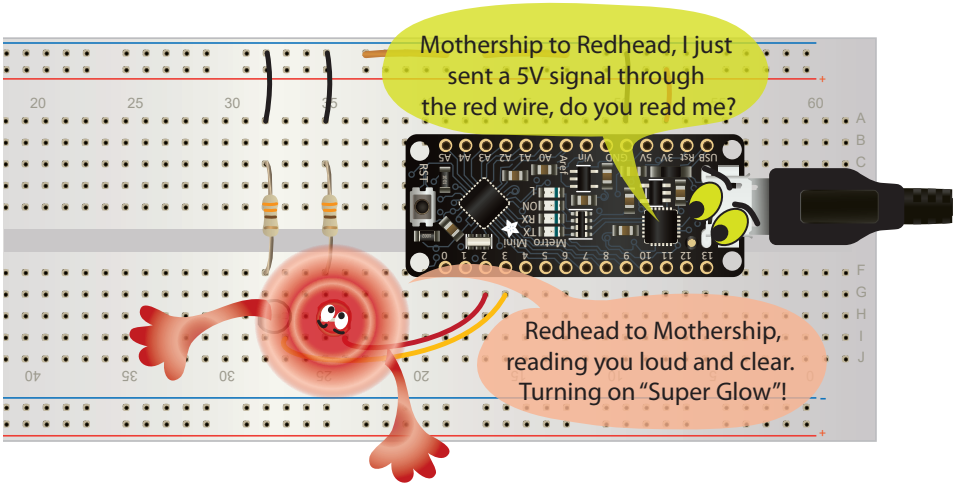 Mothership to Redhead, I just
sent a 5V signal through
the red wire, do you read me?
+
20 25 30 35 60
A
B
C
A5 A4 A3 A2 A1 A0 Aref Vin GND 5V 3V Rst USB
RST
L
ON
RX
TX
Metro Mini
0 1 2 3 4 5 6 7 8 9 10 11 12 13
F
G
H
I
J
Redhead to Mothership,
reading you loud and clear.
Turning on “Super Glow”!
40 35 30 25 20 15
-
+